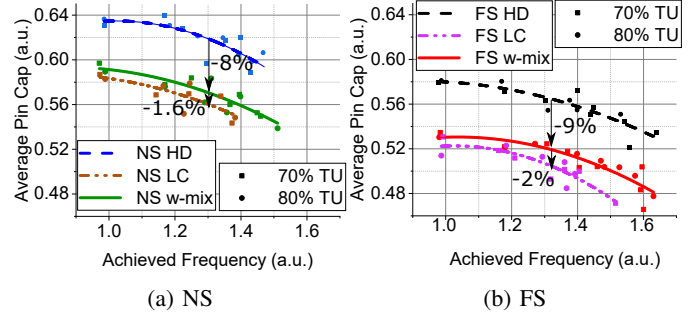 Average Pin Cap (a.u.)
0.64
0.60
0.56
0.52
0.48
-8%
-1.6%
NS HD
NS LC
NS w-mix
70% TU
80% TU
1.0 1.2 1.4 1.6
Achieved Frequency (a.u.)
(a) NS
Average Pin Cap (a.u.)
0.64
0.60
0.56
0.52
0.48
FS HD
FS LC
FS w-mix
70% TU
80% TU
-9%
-2%
1.0 1.2 1.4 1.6
Achieved Frequency (a.u.)
(b) FS